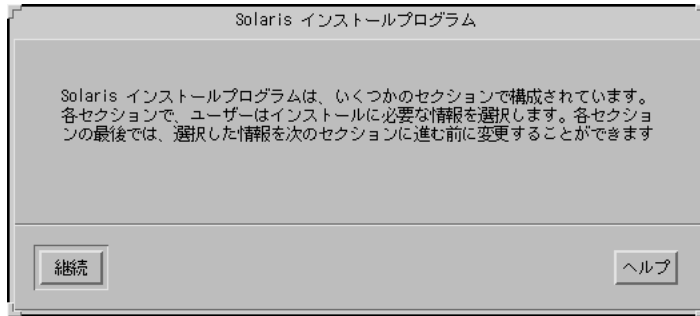 Solaris インストールプログラム
Solaris インストールプログラムは、いくつかのセクションで構成されています。
各セクションで、ユーザーはインストールに必要な情報を選択します。各セクショ
ンの最後では、選択した情報を次のセクションに進む前に変更することができます
継続
ヘルプ